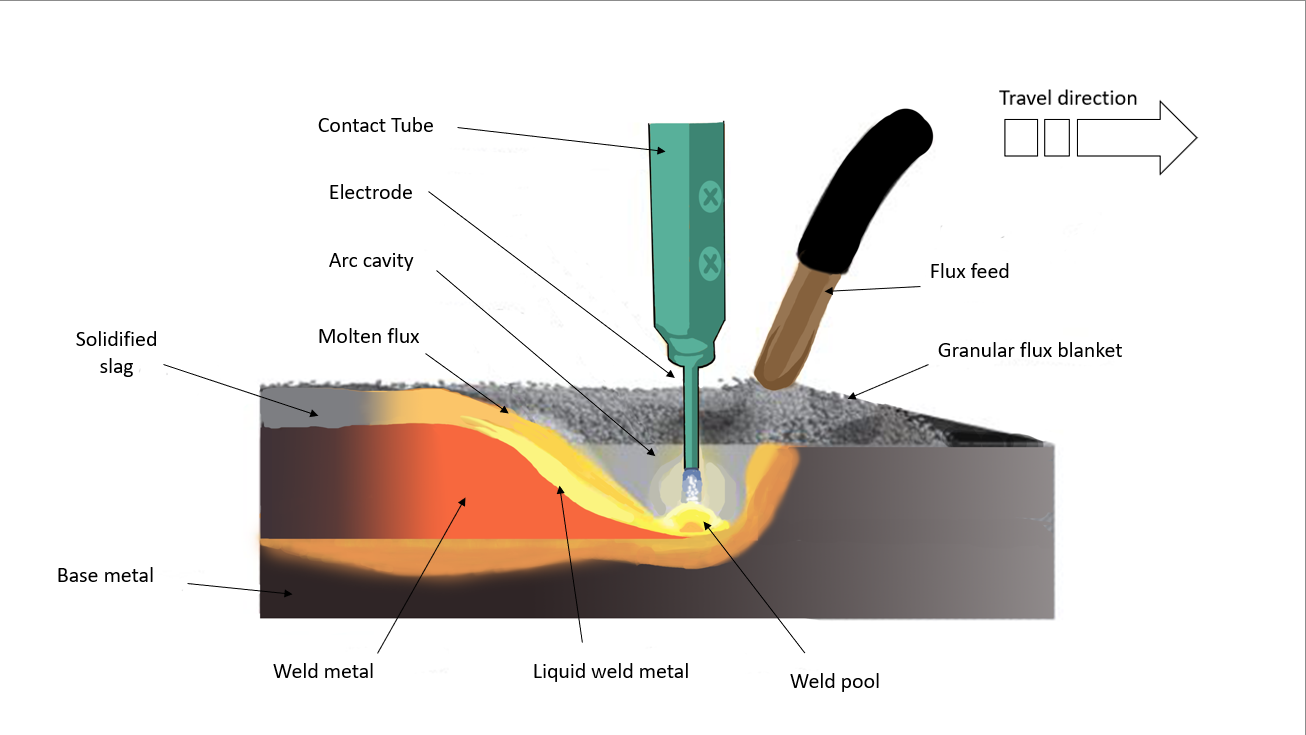 Travel direction
Contact Tube
Electrode
Arc cavity
Flux feed
Molten flux
Solidified
slag
Granular flux blanket
Base metal
Weld metal
Liquid weld metal
Weld pool